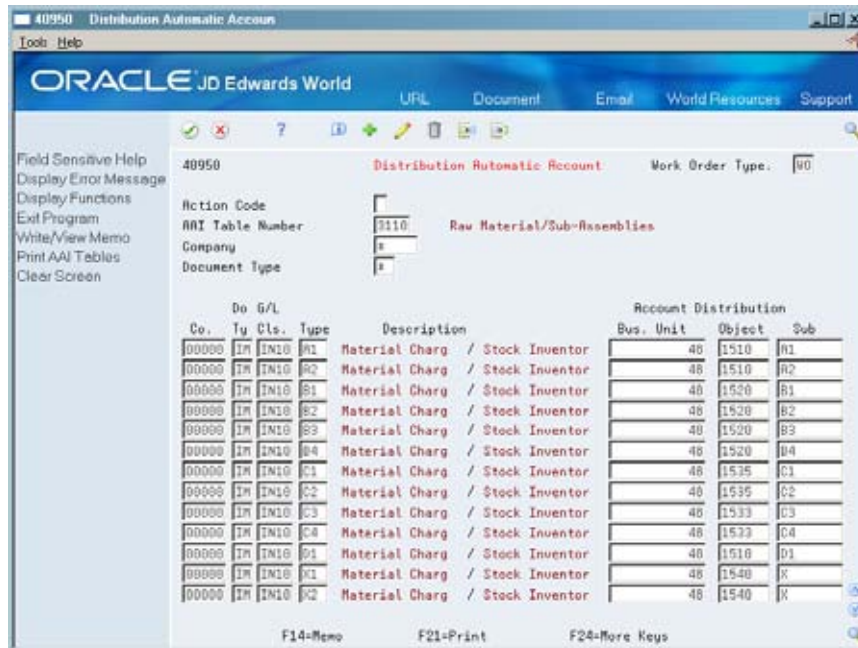 40950 Distribution Automatic Accoun
Tools Help
ORACLE JD Edwards World
URL Document Email World Resources Support
Field Sensitive Help
Display Error Message
Display Functions
Exit Program
Write/View Memo
Print AAI Tables
Clear Screen
40950 Distribution Automatic Account Work Order Type. WO
Action Code
AAI Table Number 3110 Raw Material/Sub-Assemblies
Company *
Document Type *
Do G/L Account Distribution
Co. Ty Cls. Type Description Bus. Unit Object Sub
00000 IM IN10 A1 Material Charg / Stock Inventor 48 1510 A1
00000 IM IN10 A2 Material Charg / Stock Inventor 48 1510 A2
00000 IM IN10 B1 Material Charg / Stock Inventor 48 1520 B1
00000 IM IN10 B2 Material Charg / Stock Inventor 48 1520 B2
00000 IM IN10 B3 Material Charg / Stock Inventor 48 1520 B3
00000 IM IN10 B4 Material Charg / Stock Inventor 48 1520 B4
00000 IM IN10 C1 Material Charg / Stock Inventor 48 1535 C1
00000 IM IN10 C2 Material Charg / Stock Inventor 48 1535 C2
00000 IM IN10 C3 Material Charg / Stock Inventor 48 1533 C3
00000 IM IN10 C4 Material Charg / Stock Inventor 48 1533 C4
00000 IM IN10 D1 Material Charg / Stock Inventor 48 1510 D1
00000 IM IN10 X1 Material Charg / Stock Inventor 48 1540 X
00000 IM IN10 X2 Material Charg / Stock Inventor 48 1540 X
F14=Memo F21=Print F24=More Keys